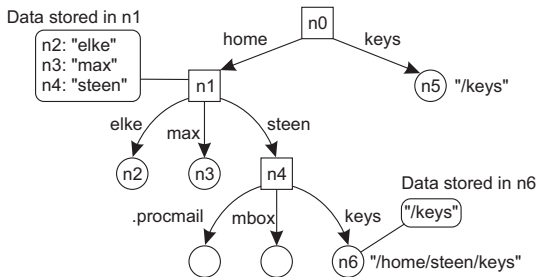 Data stored in n1
n2: "elke"
n3: "max"
n4: "steen"
n0
home
keys
n1
n5
"/keys"
elke
max
steen
n2
n3
n4
Data stored in n6
"/keys"
.procmail
mbox
keys
n6
"/home/steen/keys"